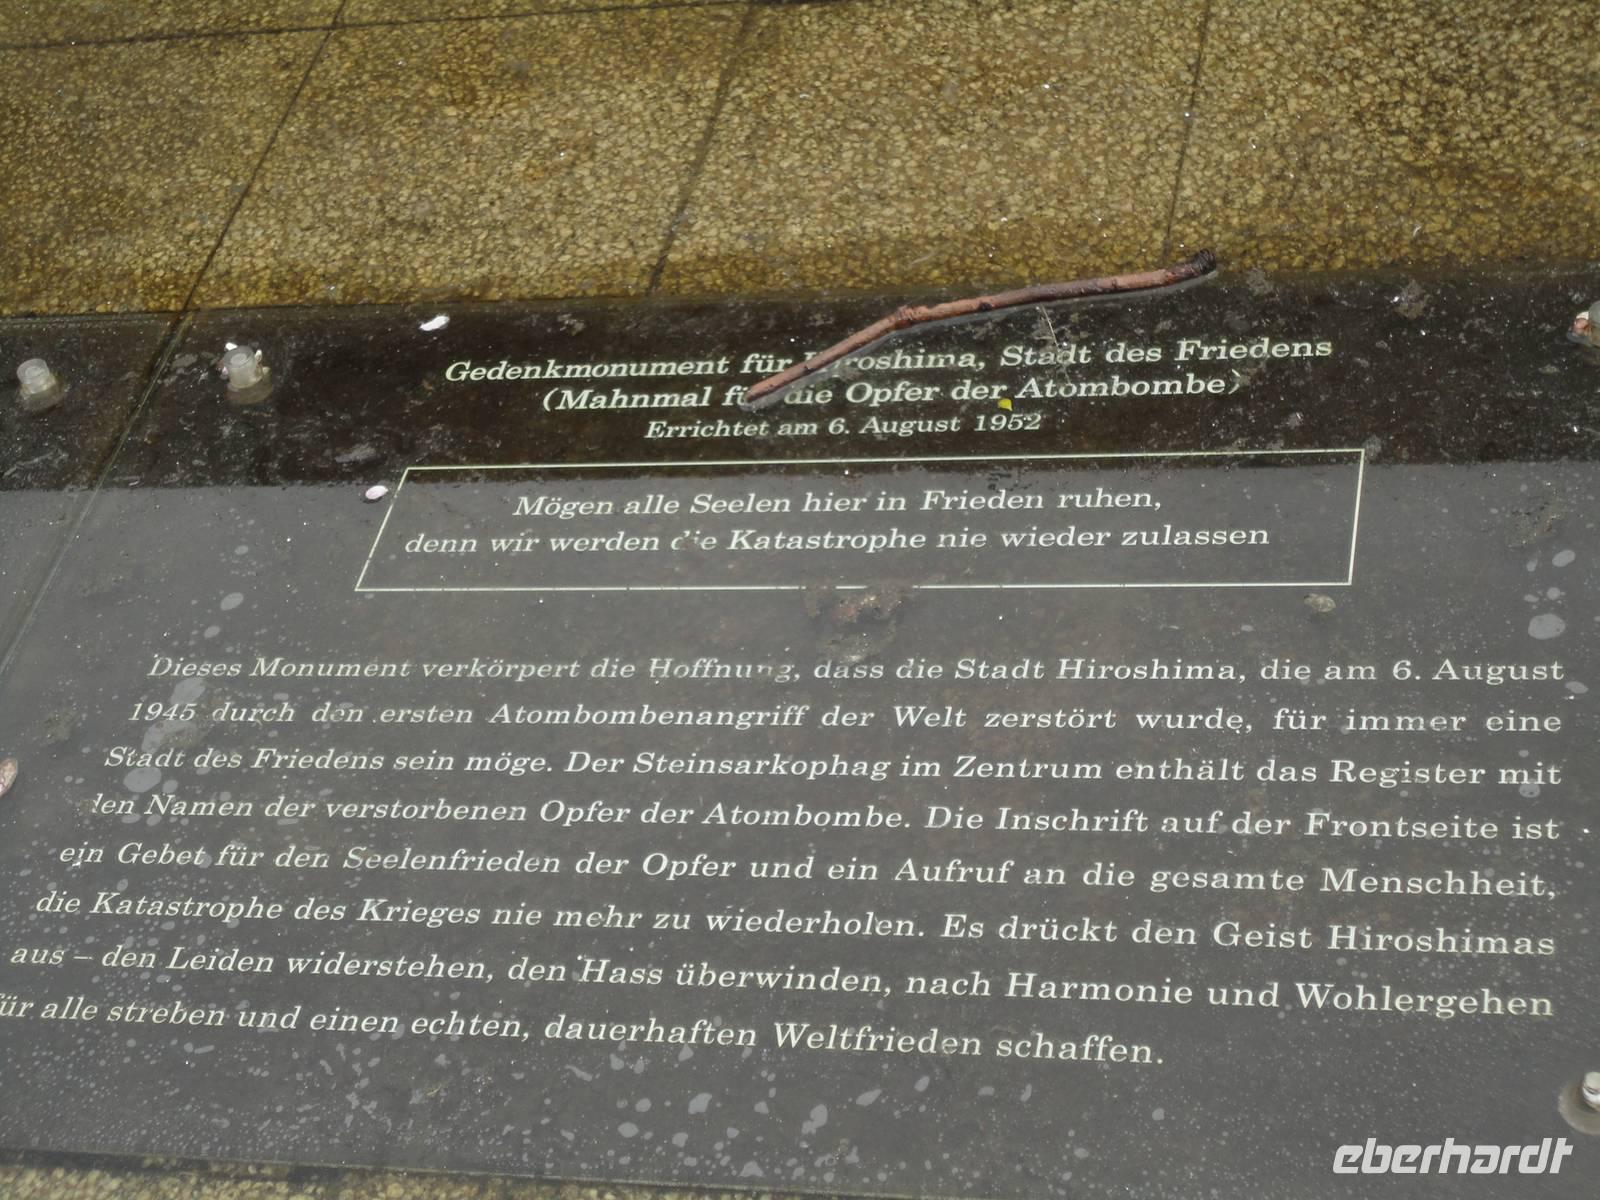 Gedenkmonument für Hiroshima, Stadt des Friedens
(Mahnmal für die Opfer der Atombombe)
Errichtet am 6. August 1952
Mögen alle Seelen hier in Frieden ruhen,
denn wir werden die Katastrophe nie wieder zulassen
Dieses Monument verkörpert die Hoffnung, dass die Stadt Hiroshima, die am 6. August
1945 durch den ersten Atombombenangriff der Welt zerstört wurde, für immer eine
Stadt des Friedens sein möge. Der Steinsarkophag im Zentrum enthält das Register mit
den Namen der verstorbenen Opfer der Atombombe. Die Inschrift auf der Frontseite ist
ein Gebet für den Seelenfrieden der Opfer und ein Aufruf an die gesamte Menschheit,
die Katastrophe des Krieges nie mehr zu wiederholen. Es drückt den Geist Hiroshimas
aus – den Leiden widerstehen, den Hass überwinden, nach Harmonie und Wohlergehen
für alle streben und einen echten, dauerhaften Weltfrieden schaffen.
eberhardt